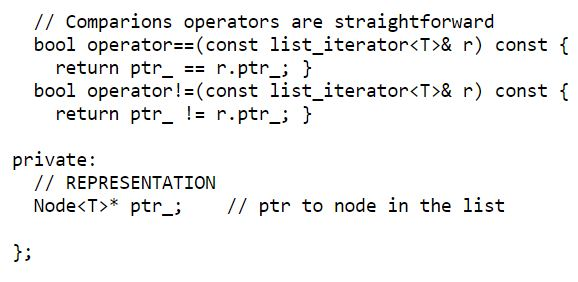 // Comparions operators are straightforward
bool operator==(const list_iterator<T>& r) const {
return ptr_ == r.ptr_; }
bool operator!=(const list_iterator<T>& r) const {
return ptr_ != r.ptr_; }
private:
// REPRESENTATION
Node<T>* ptr_; // ptr to node in the list
};